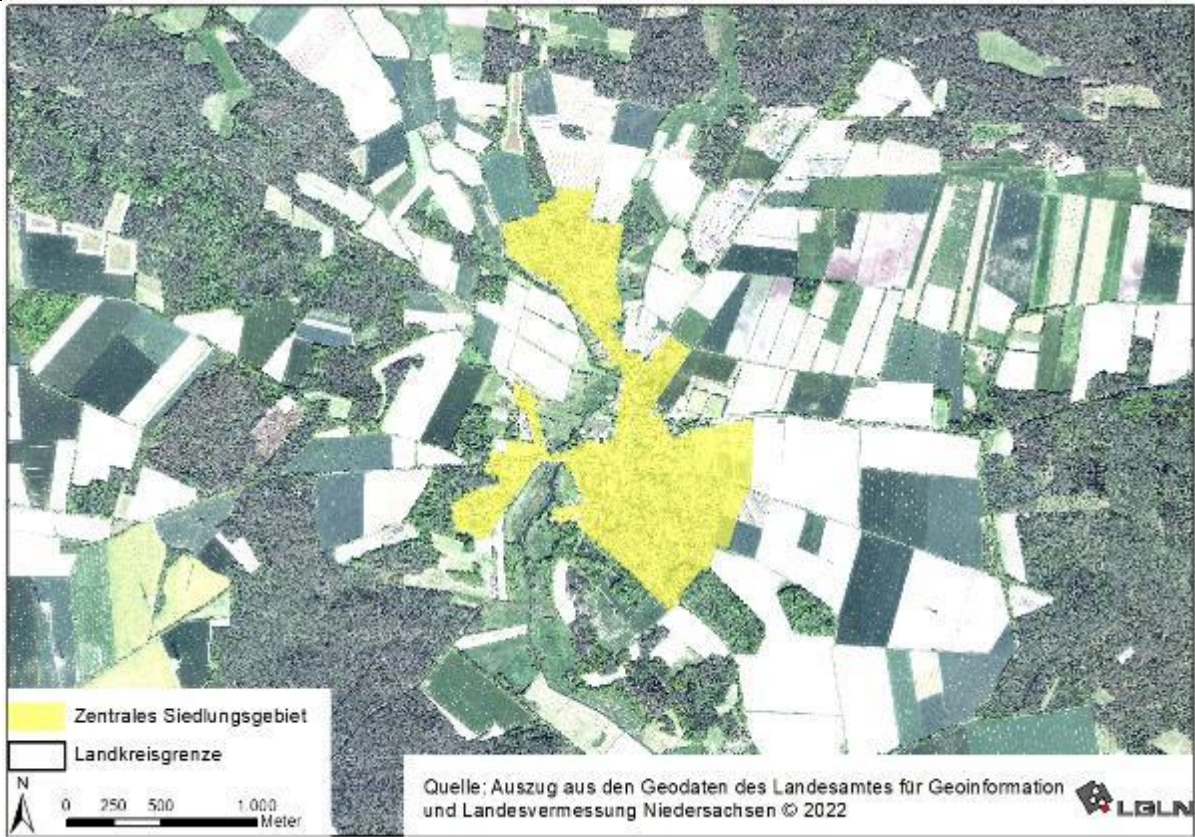 Zentrales Siedlungsgebiet
Landkreisgrenze
N
0 250 500 1.000
Meter
Quelle: Auszug aus den Geodaten des Landesamtes für Geoinformation
und Landesvermessung Niedersachsen © 2022
LGLN